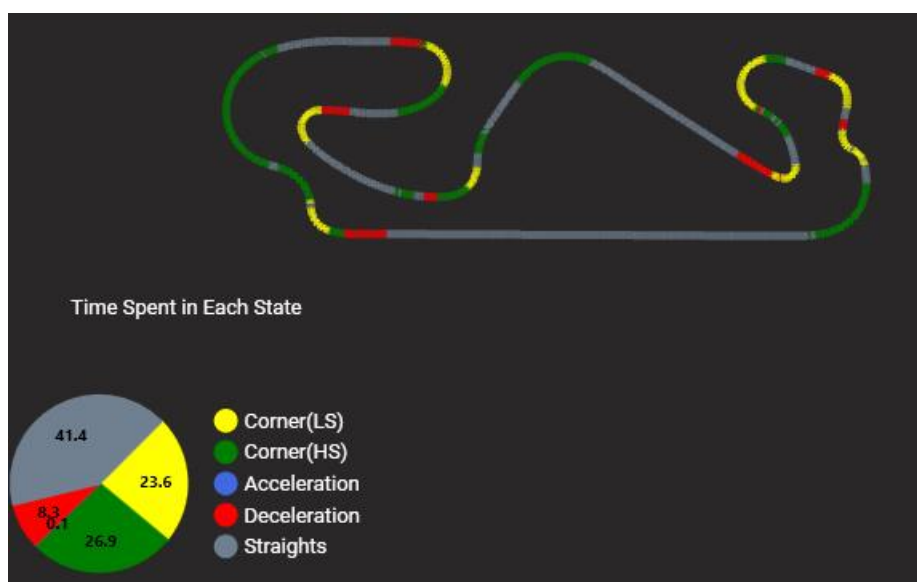 Time Spent in Each State
41.4
23.6
8.3
0.1
26.9
Corner(LS)
Corner(HS)
Acceleration
Deceleration
Straights